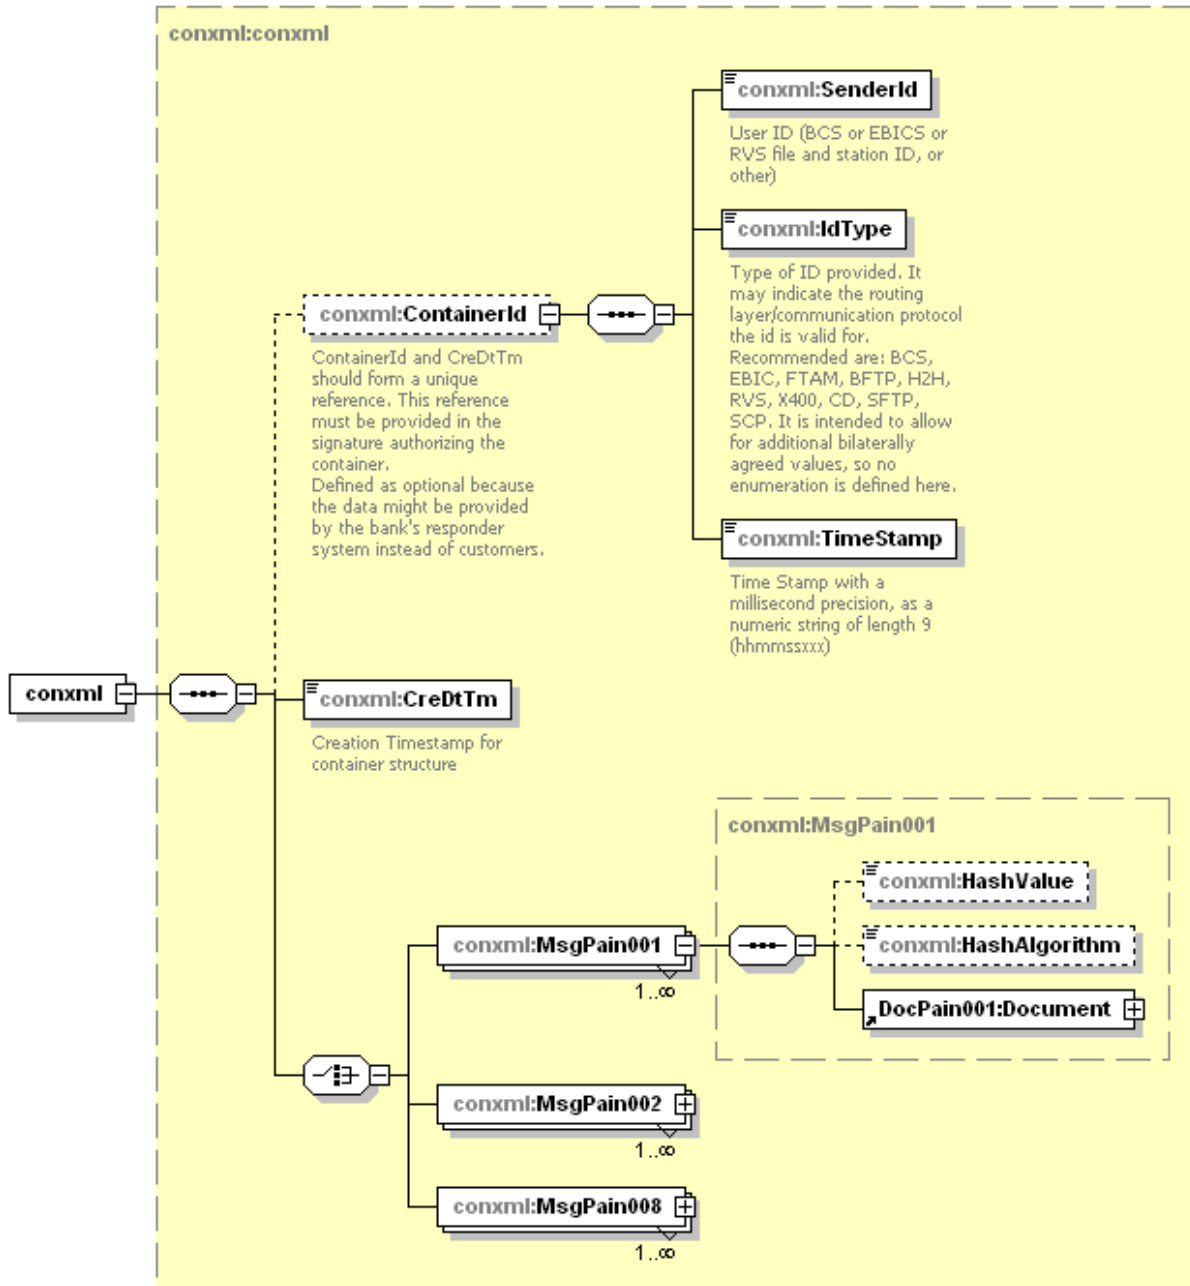 conxml:conxml
conxml:SenderId
User ID (BCS or EBICS or
RVS file and station ID, or
other)
conxml:IdType
Type of ID provided. It
may indicate the routing
layer/communication protocol
the id is valid for.
Recommended are: BCS,
EBIC, FTAM, BFTP, H2H,
RVS, X400, CD, SFTP,
SCP. It is intended to allow
for additional bilaterally
agreed values, so no
enumeration is defined here.
conxml:ContainerId
ContainerId and CreDtTm
should form a unique
reference. This reference
must be provided in the
signature authorizing the
container.
Defined as optional because
the data might be provided
by the bank's responder
system instead of customers.
conxml:TimeStamp
Time Stamp with a
millisecond precision, as a
numeric string of length 9
(hhmmssxxx)
conxml
conxml:CreDtTm
Creation Timestamp for
container structure
conxml:MsgPain001
conxml:HashValue
conxml:MsgPain001
1..∞
conxml:HashAlgorithm
DocPain001:Document
conxml:MsgPain002
1..∞
conxml:MsgPain008
1..∞